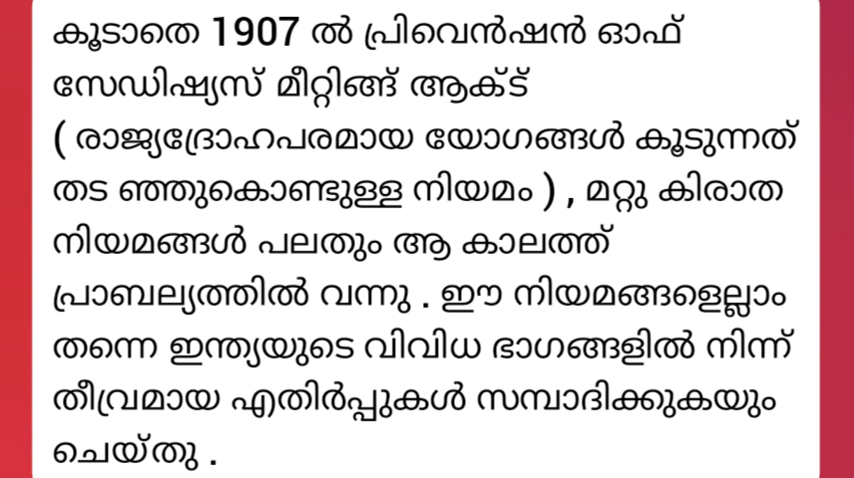 കൂടാതെ 1907 ൽ പ്രിവെൻഷൻ ഓഫ്
സേഡിഷ്യസ് മീറ്റിങ്ങ് ആക്ട്
( രാജ്യദ്രോഹപരമായ യോഗങ്ങൾ കൂടുന്നത്
തട ഞ്ഞുകൊണ്ടുള്ള നിയമം ) , മറ്റു കിരാത
നിയമങ്ങൾ പലതും ആ കാലത്ത്
പ്രാബല്യത്തിൽ വന്നു . ഈ നിയമങ്ങളെല്ലാം
തന്നെ ഇന്ത്യയുടെ വിവിധ ഭാഗങ്ങളിൽ നിന്ന്
തീവ്രമായ എതിർപ്പുകൾ സമ്പാദിക്കുകയും
ചെയ്തു .